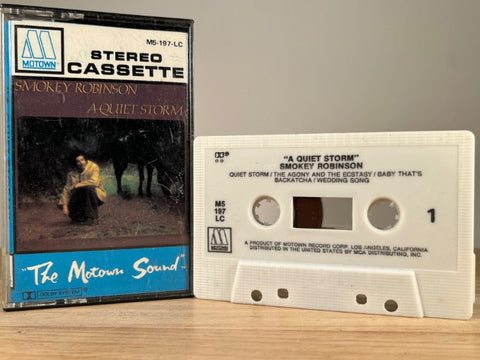 M5-197-LC
MOTOWN
STEREO
CASSETTE
SMOKEY ROBINSON
A QUIET STORM
"The Motown Sound"
DOLBY SYSTEM
"A QUIET STORM"
SMOKEY ROBINSON
QUIET STORM / THE AGONY AND THE ECSTASY / BABY THAT'S
BACKATCHA / WEDDING SONG
M5
197
LC
1
MOTOWN
A PRODUCT OF MOTOWN RECORD CORP. LOS ANGELES, CALIFORNIA
DISTRIBUTED IN THE UNITED STATES BY MCA DISTRIBUTING, INC.